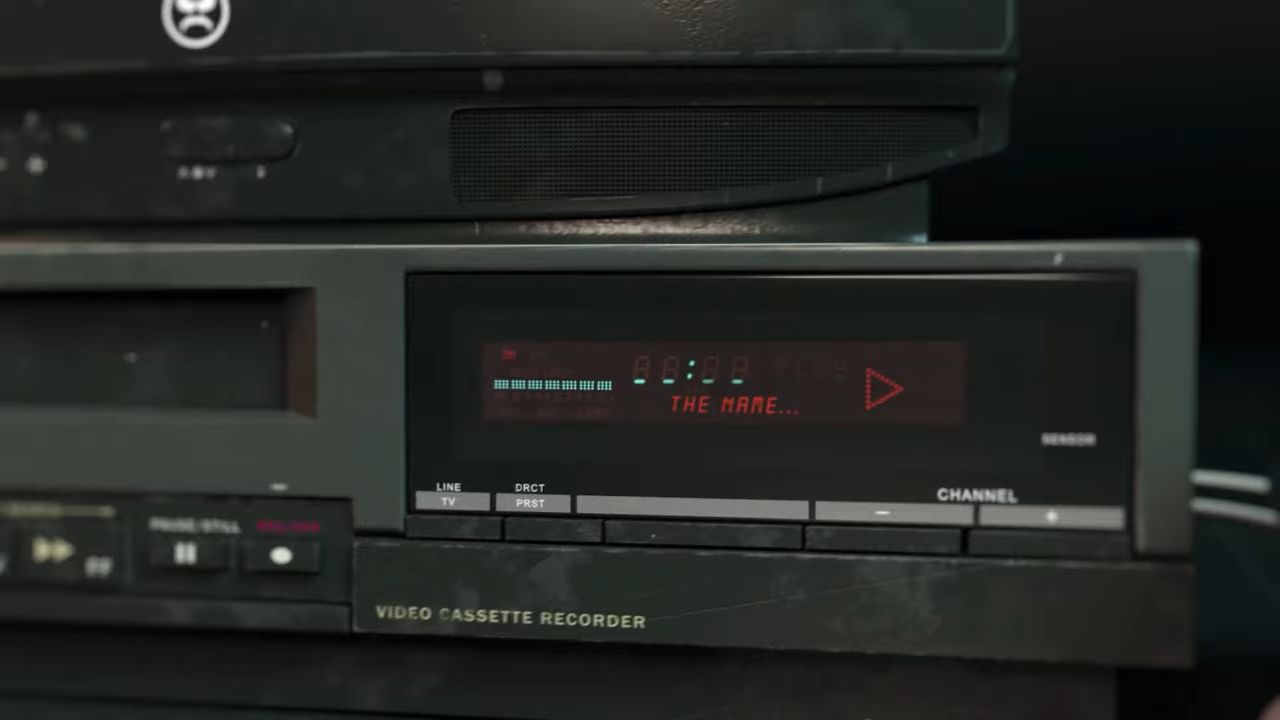 THE NAME...
SENSOR
LINE
DRCT
TV
PRST
CHANNEL
-
+
PAUSE/STILL
VIDEO CASSETTE RECORDER